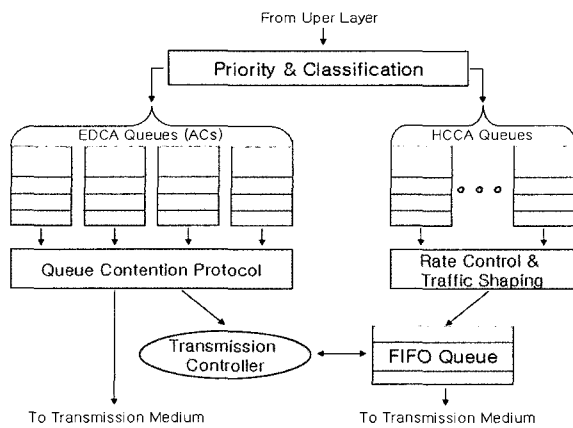 From Uper Layer
Priority & Classification
EDCA Queues (ACs)
HCCA Queues
Queue Contention Protocol
Rate Control &
Traffic Shaping
Transmission
Controller
FIFO Queue
To Transmission Medium
To Transmission Medium